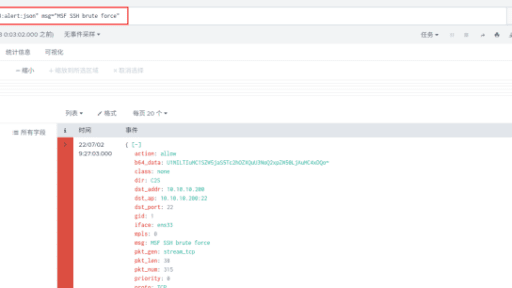 :alert:json" msg="MSF SSH brute force"
0:03:02.000 之前) 无事件采样 任务
统计信息 可视化
缩小 + 缩放到所选区域 × 取消选择
列表 格式 每页 20 个
所有字段 i 时间 事件
22/07/02 { [-]
9:27:03.000 action: allow
b64_data:
class: none
dir: C2S
dst_addr: 10.10.10.200
dst_ap: 10.10.10.200:22
dst_port: 22
gid: 1
iface: ens33
mpls: 0
msg: MSF SSH brute force
pkt_gen: stream_tcp
pkt_len: 38
pkt_num: 315
priority: 0
proto: TCP